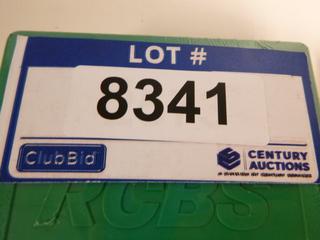 LOT #
8341
ClubBid
CENTURY
AUCTIONS
RCBS